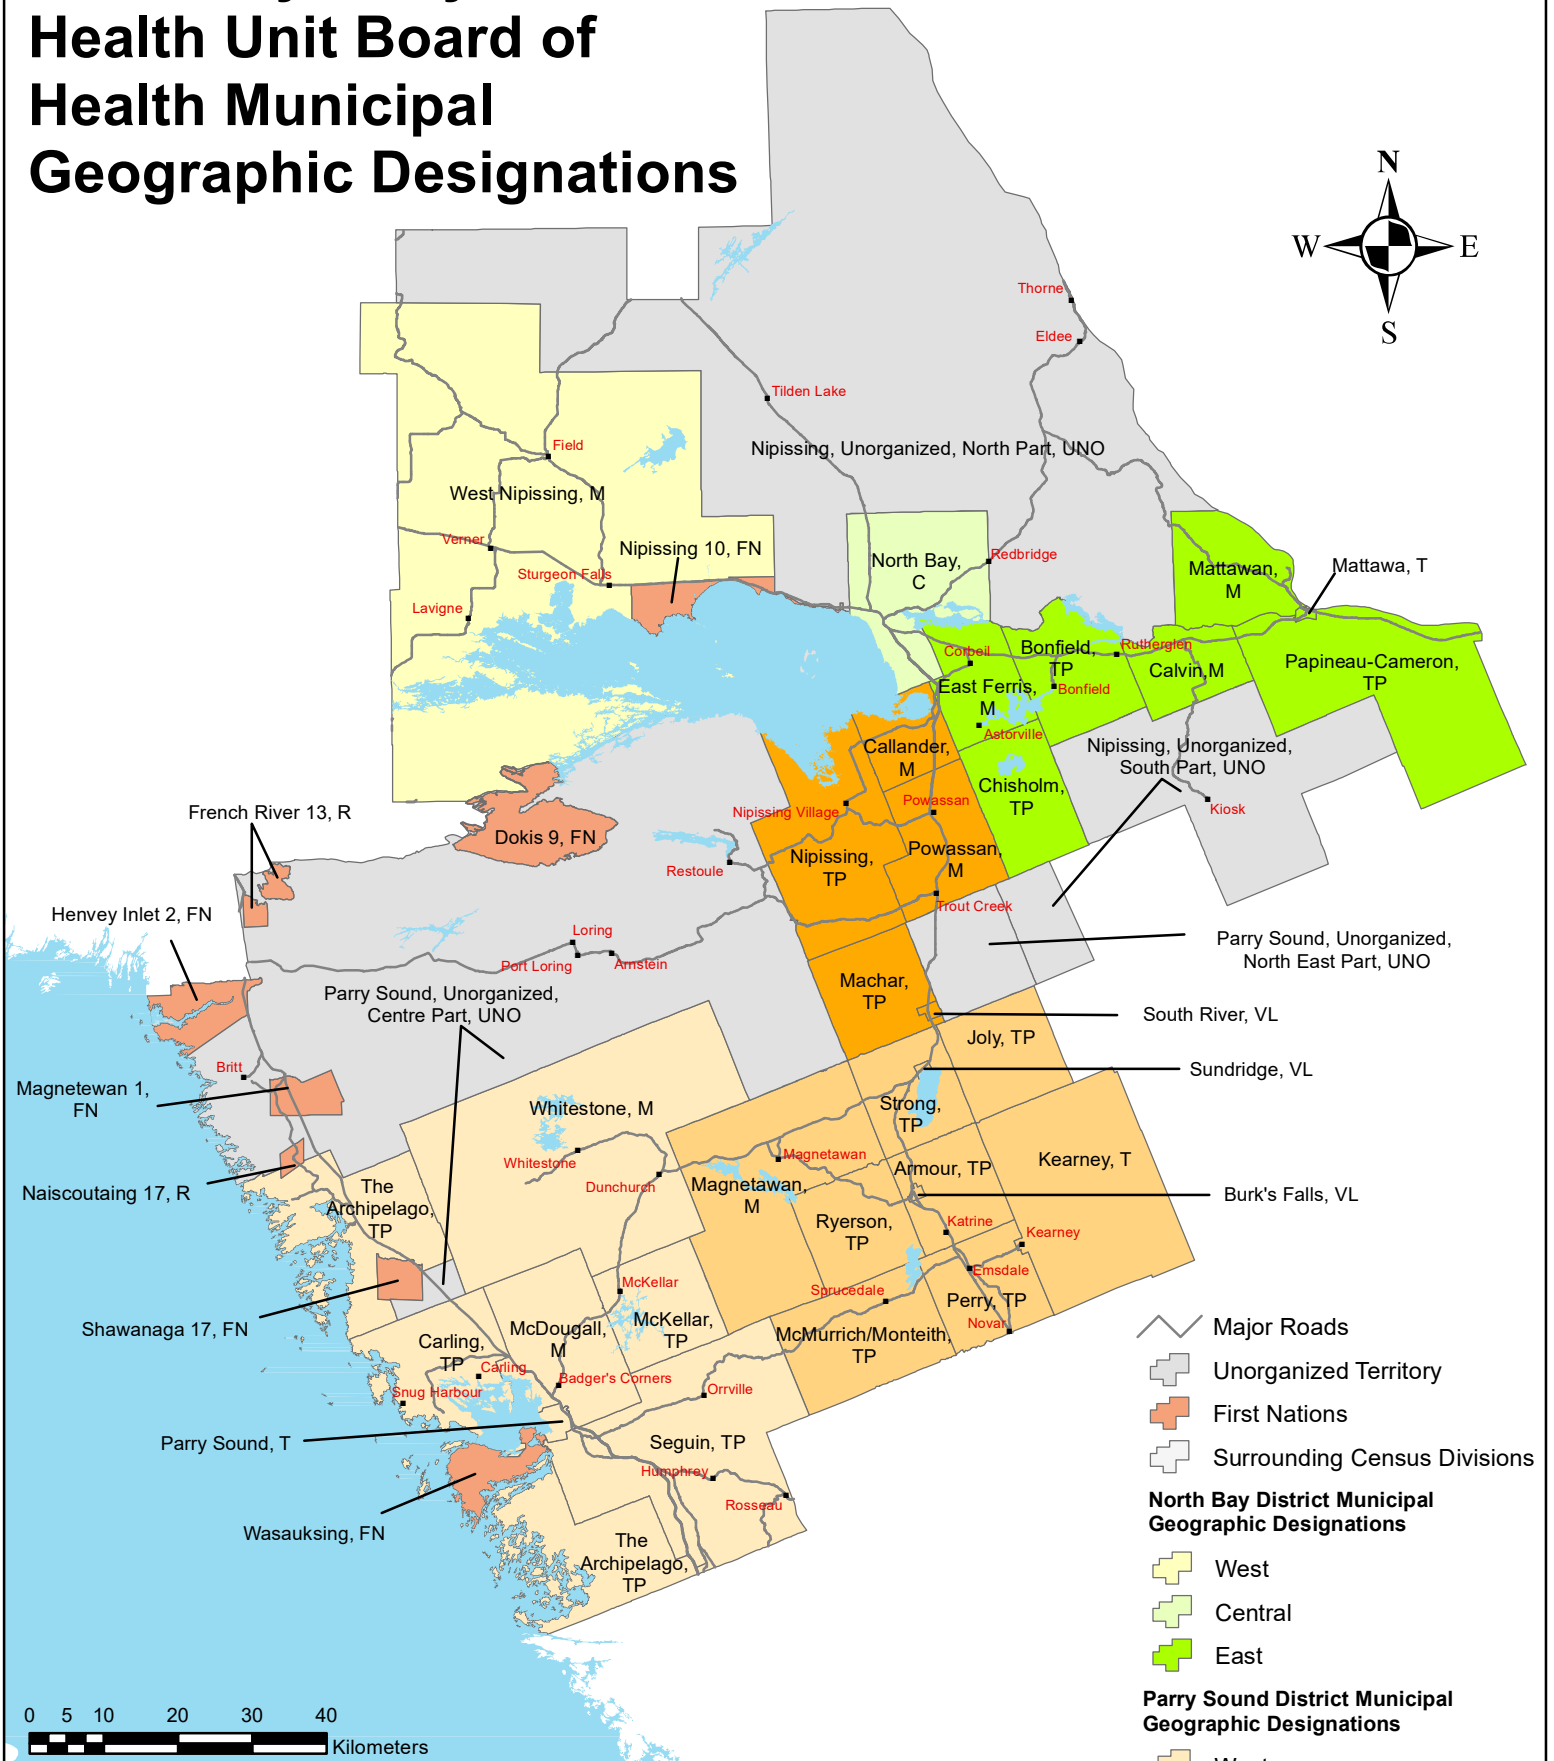 Health Unit Board of
Health Municipal
Geographic Designations
N
W
E
S
Thorne
Eldee
Tilden Lake
Nipissing, Unorganized, North Part, UNO
Field
West Nipissing, M
Verner
Nipissing 10, FN
Sturgeon Falls
Lavigne
North Bay,
C
Redbridge
Mattawan,
M
Mattawa, T
Corbeil
Bonfield,
TP
Rutherglen
Calvin,M
Papineau-Cameron,
TP
East Ferris,
M
Bonfield
Astorville
Callander,
M
Nipissing, Unorganized,
South Part, UNO
Chisholm,
TP
Kiosk
French River 13, R
Dokis 9, FN
Nipissing Village
Powassan
Nipissing,
TP
Powassan,
M
Restoule
Trout Creek
Henvey Inlet 2, FN
Loring
Port Loring
Arnstein
Parry Sound, Unorganized,
North East Part, UNO
Machar,
TP
Parry Sound, Unorganized,
Centre Part, UNO
South River, VL
Joly, TP
Britt
Sundridge, VL
Magnetewan 1,
FN
Whitestone, M
Strong,
TP
Whitestone
Dunchurch
Magnetawan
Armour, TP
Kearney, T
Naiscoutaing 17, R
The
Archipelago,
TP
Magnetawan,
M
Burk's Falls, VL
Ryerson,
TP
Katrine
Kearney
Emsdale
Shawanaga 17, FN
McKellar
Sprucedale
McKellar,
TP
Perry, TP
Novar
Carling,
TP
McDougall,
M
McMurrich/Monteith,
TP
Carling
Badger's Corners
Snug Harbour
Orrville
Parry Sound, T
Seguin, TP
Humphrey
Rosseau
Wasauksing, FN
The
Archipelago,
TP
Major Roads
Unorganized Territory
First Nations
Surrounding Census Divisions
North Bay District Municipal
Geographic Designations
West
Central
East
Parry Sound District Municipal
Geographic Designations
0 5 10 20 30 40
Kilometers